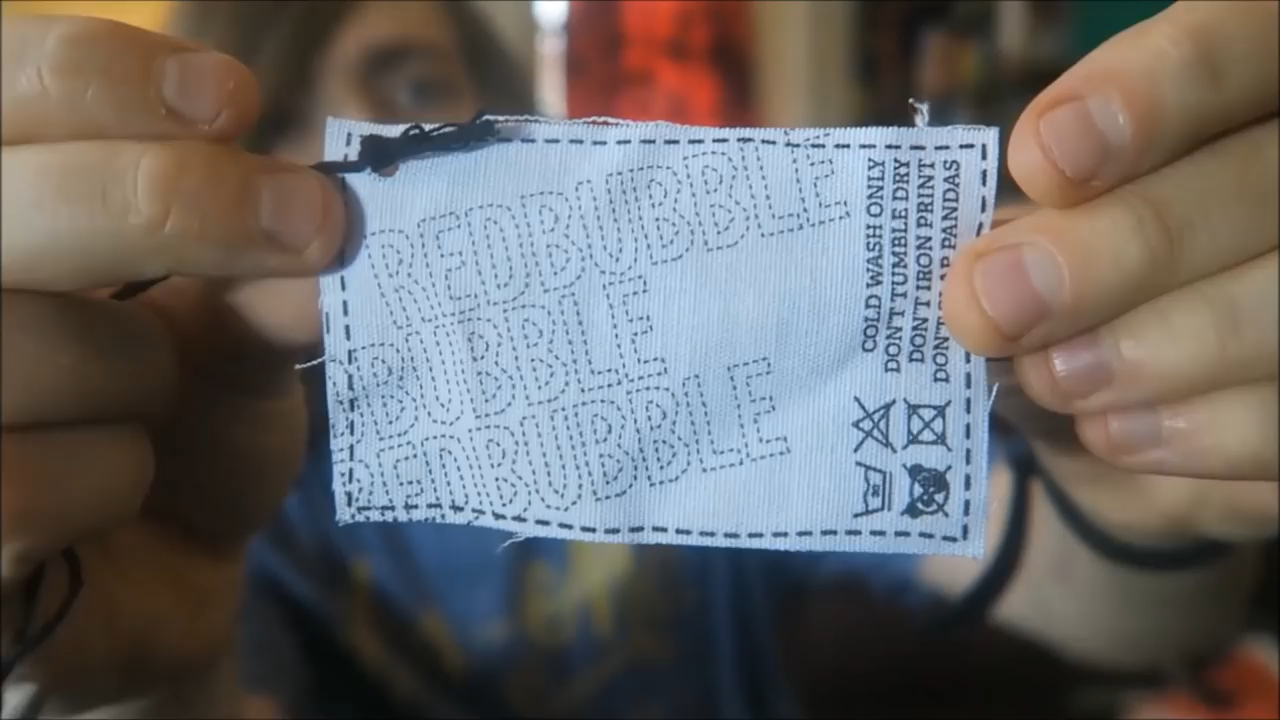 REDBUBBLE
BUBBLE
REDBUBBLE
COLD WASH ONLY
DON'T TUMBLE DRY
DON'T IRON PRINT
PANDAS